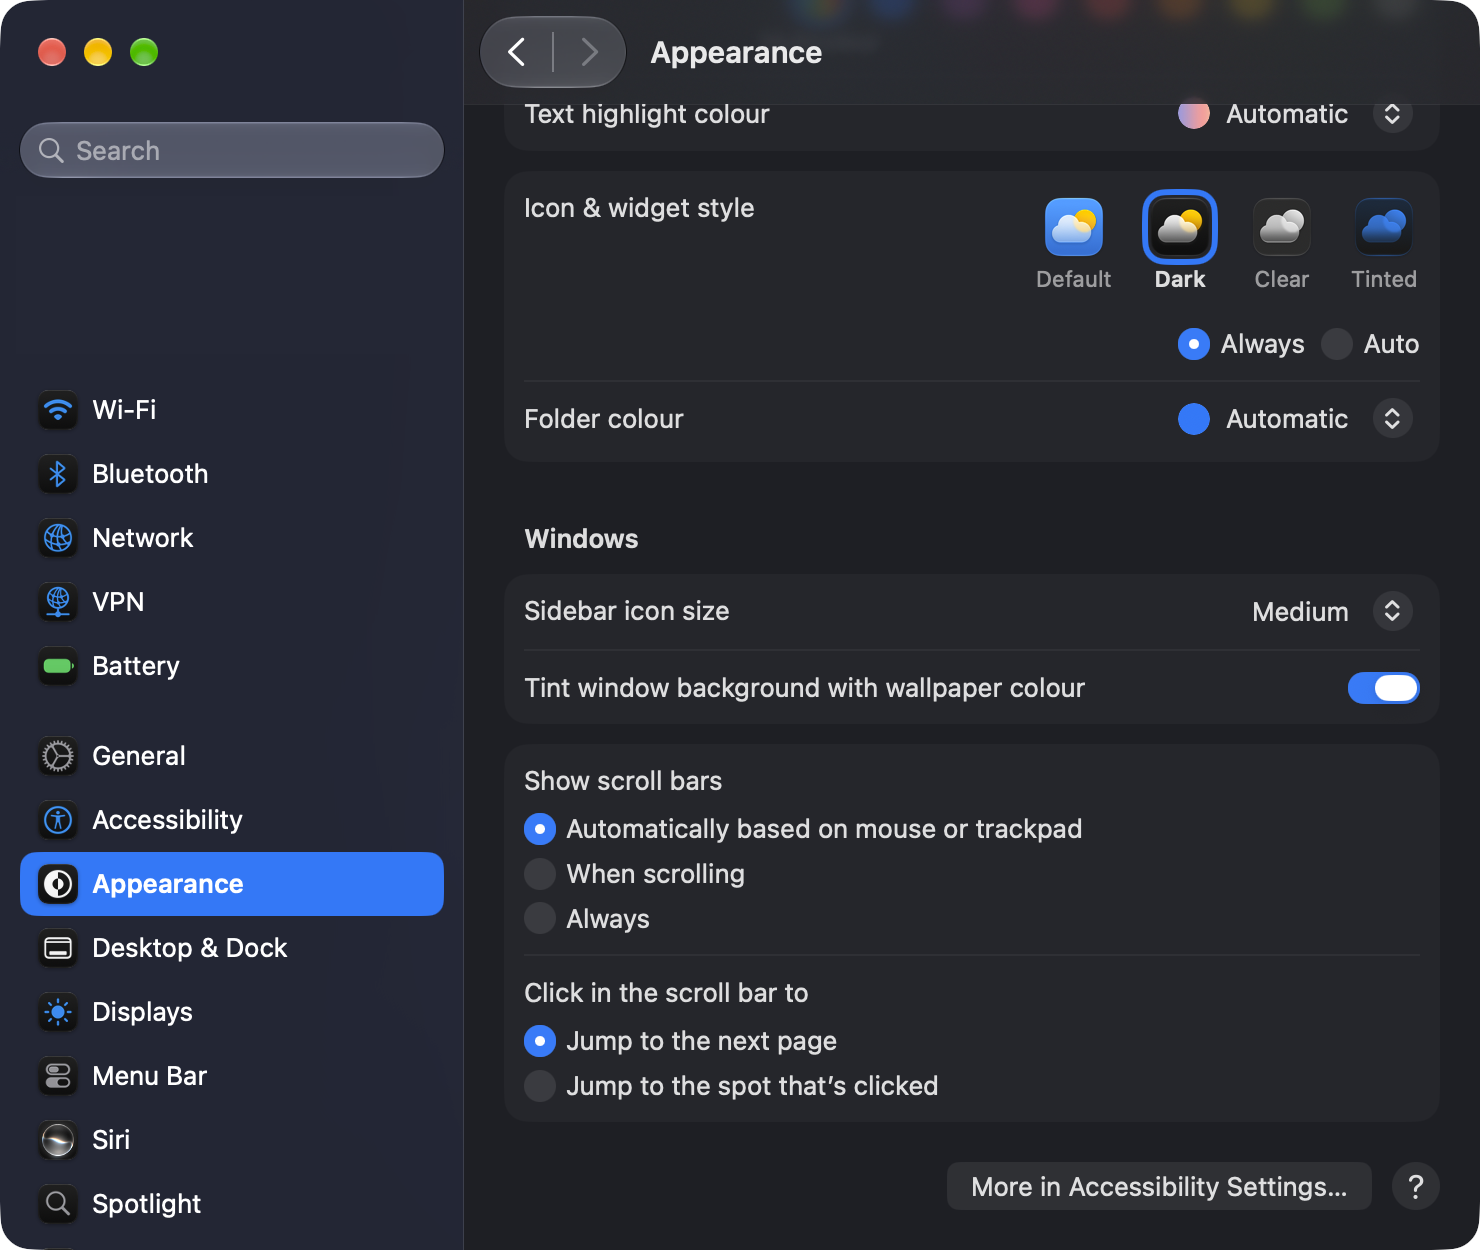 Search
Wi-Fi
Bluetooth
Network
VPN
Battery
General
Accessibility
Appearance
Desktop & Dock
Displays
Menu Bar
Siri
Spotlight
Appearance
Text highlight colour
Automatic
Icon & widget style
Default
Dark
Clear
Tinted
Always
Auto
Folder colour
Automatic
Windows
Sidebar icon size
Medium
Tint window background with wallpaper colour
Show scroll bars
Automatically based on mouse or trackpad
When scrolling
Always
Click in the scroll bar to
Jump to the next page
Jump to the spot that’s clicked
More in Accessibility Settings…
?